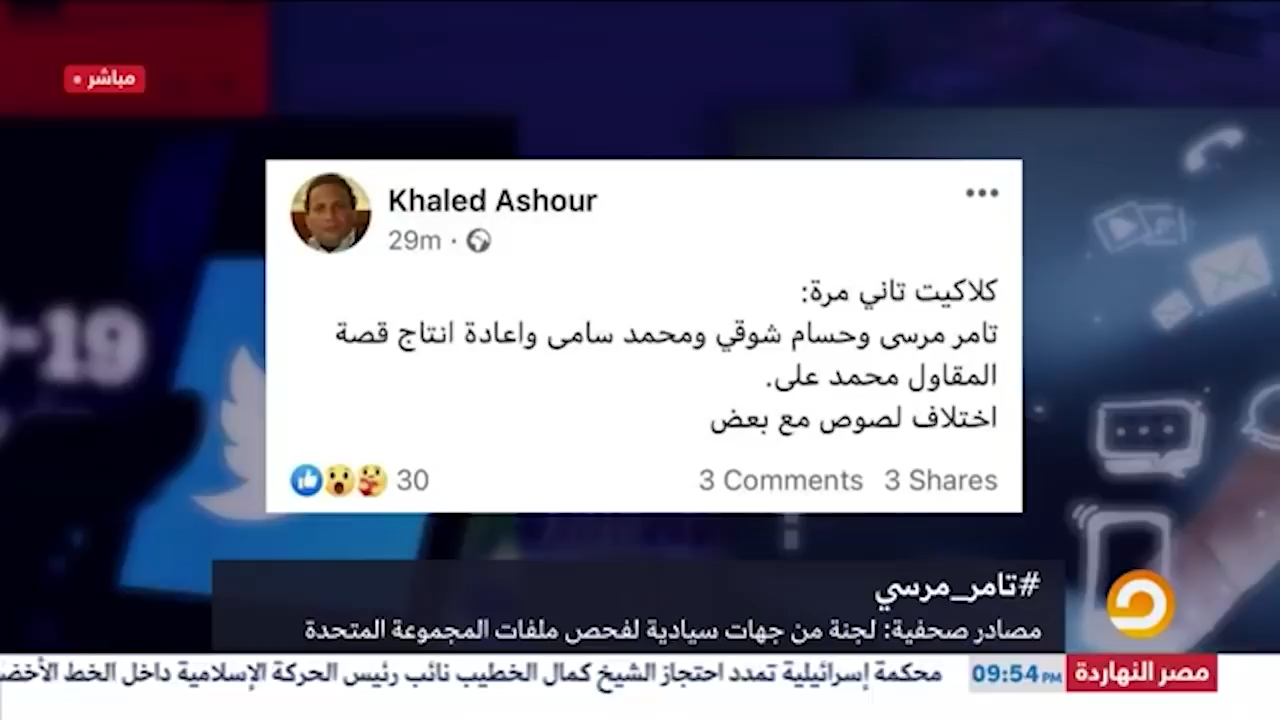 مباشر
Khaled Ashour
29m
كلاكيت تاني مرة:
تامر مرسى وحسام شوقي ومحمد سامى واعادة انتاج قصة
المقاول محمد على.
اختلاف لصوص مع بعض
30
3 Comments 3 Shares
-19
#تامر_مرسي
مصادر صحفية: لجنة من جهات سيادية لفحص ملفات المجموعة المتحدة
مصر النهاردة
09:54 PM
محكمة إسرائيلية تمدد احتجاز الشيخ كمال الخطيب نائب رئيس الحركة الإسلامية داخل الخط